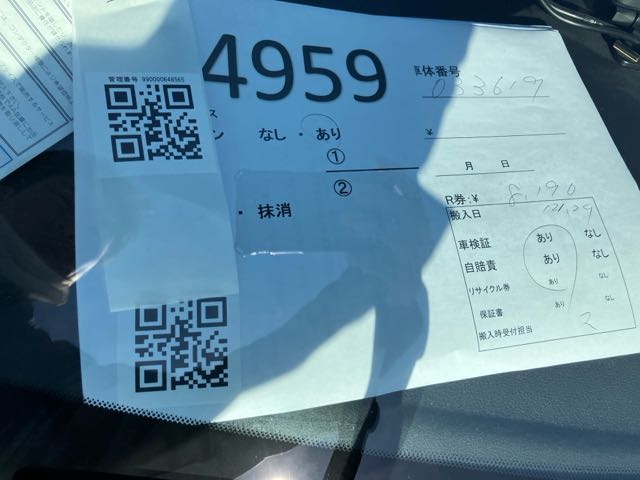 管理番号 990000646565
4959
車体番号
033619
ス
ン なし ・ あり
¥
①
②
月 日
・ 抹消
R券:¥ 8,190
搬入日 12/29
車検証 あり なし
自賠責 あり なし
リサイクル券 あり なし
保証書 あり なし
搬入時受付担当 2